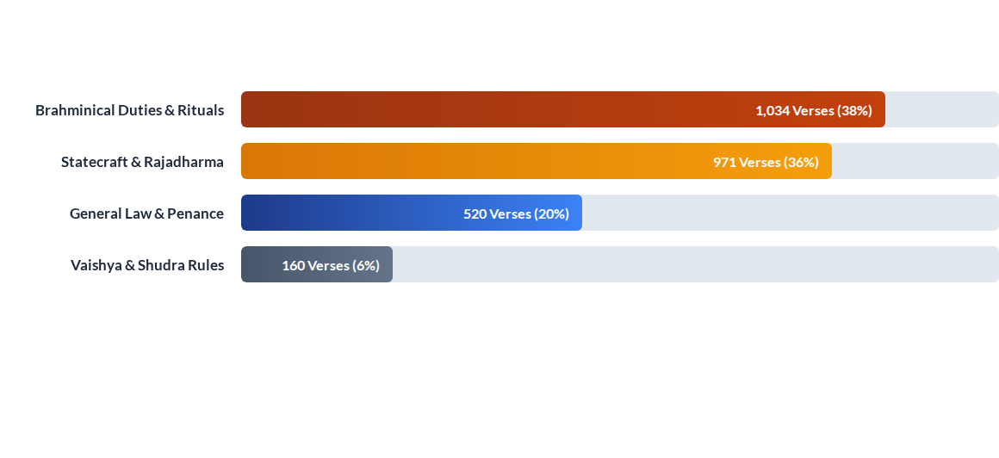 Brahminical Duties & Rituals 1,034 Verses (38%)
Statecraft & Rajadharma 971 Verses (36%)
General Law & Penance 520 Verses (20%)
Vaishya & Shudra Rules 160 Verses (6%)